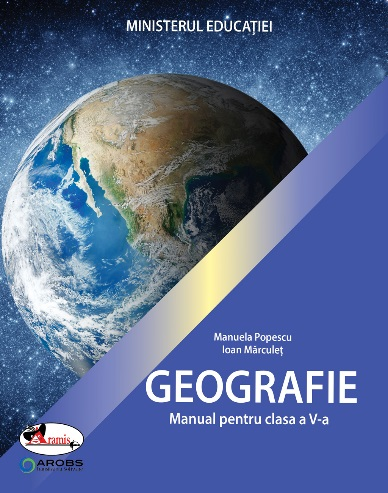 MINISTERUL EDUCAȚIEI
Manuela Popescu
Ioan Mărculeț
GEOGRAFIE
Manual pentru clasa a V-a
Aramis
AROBS